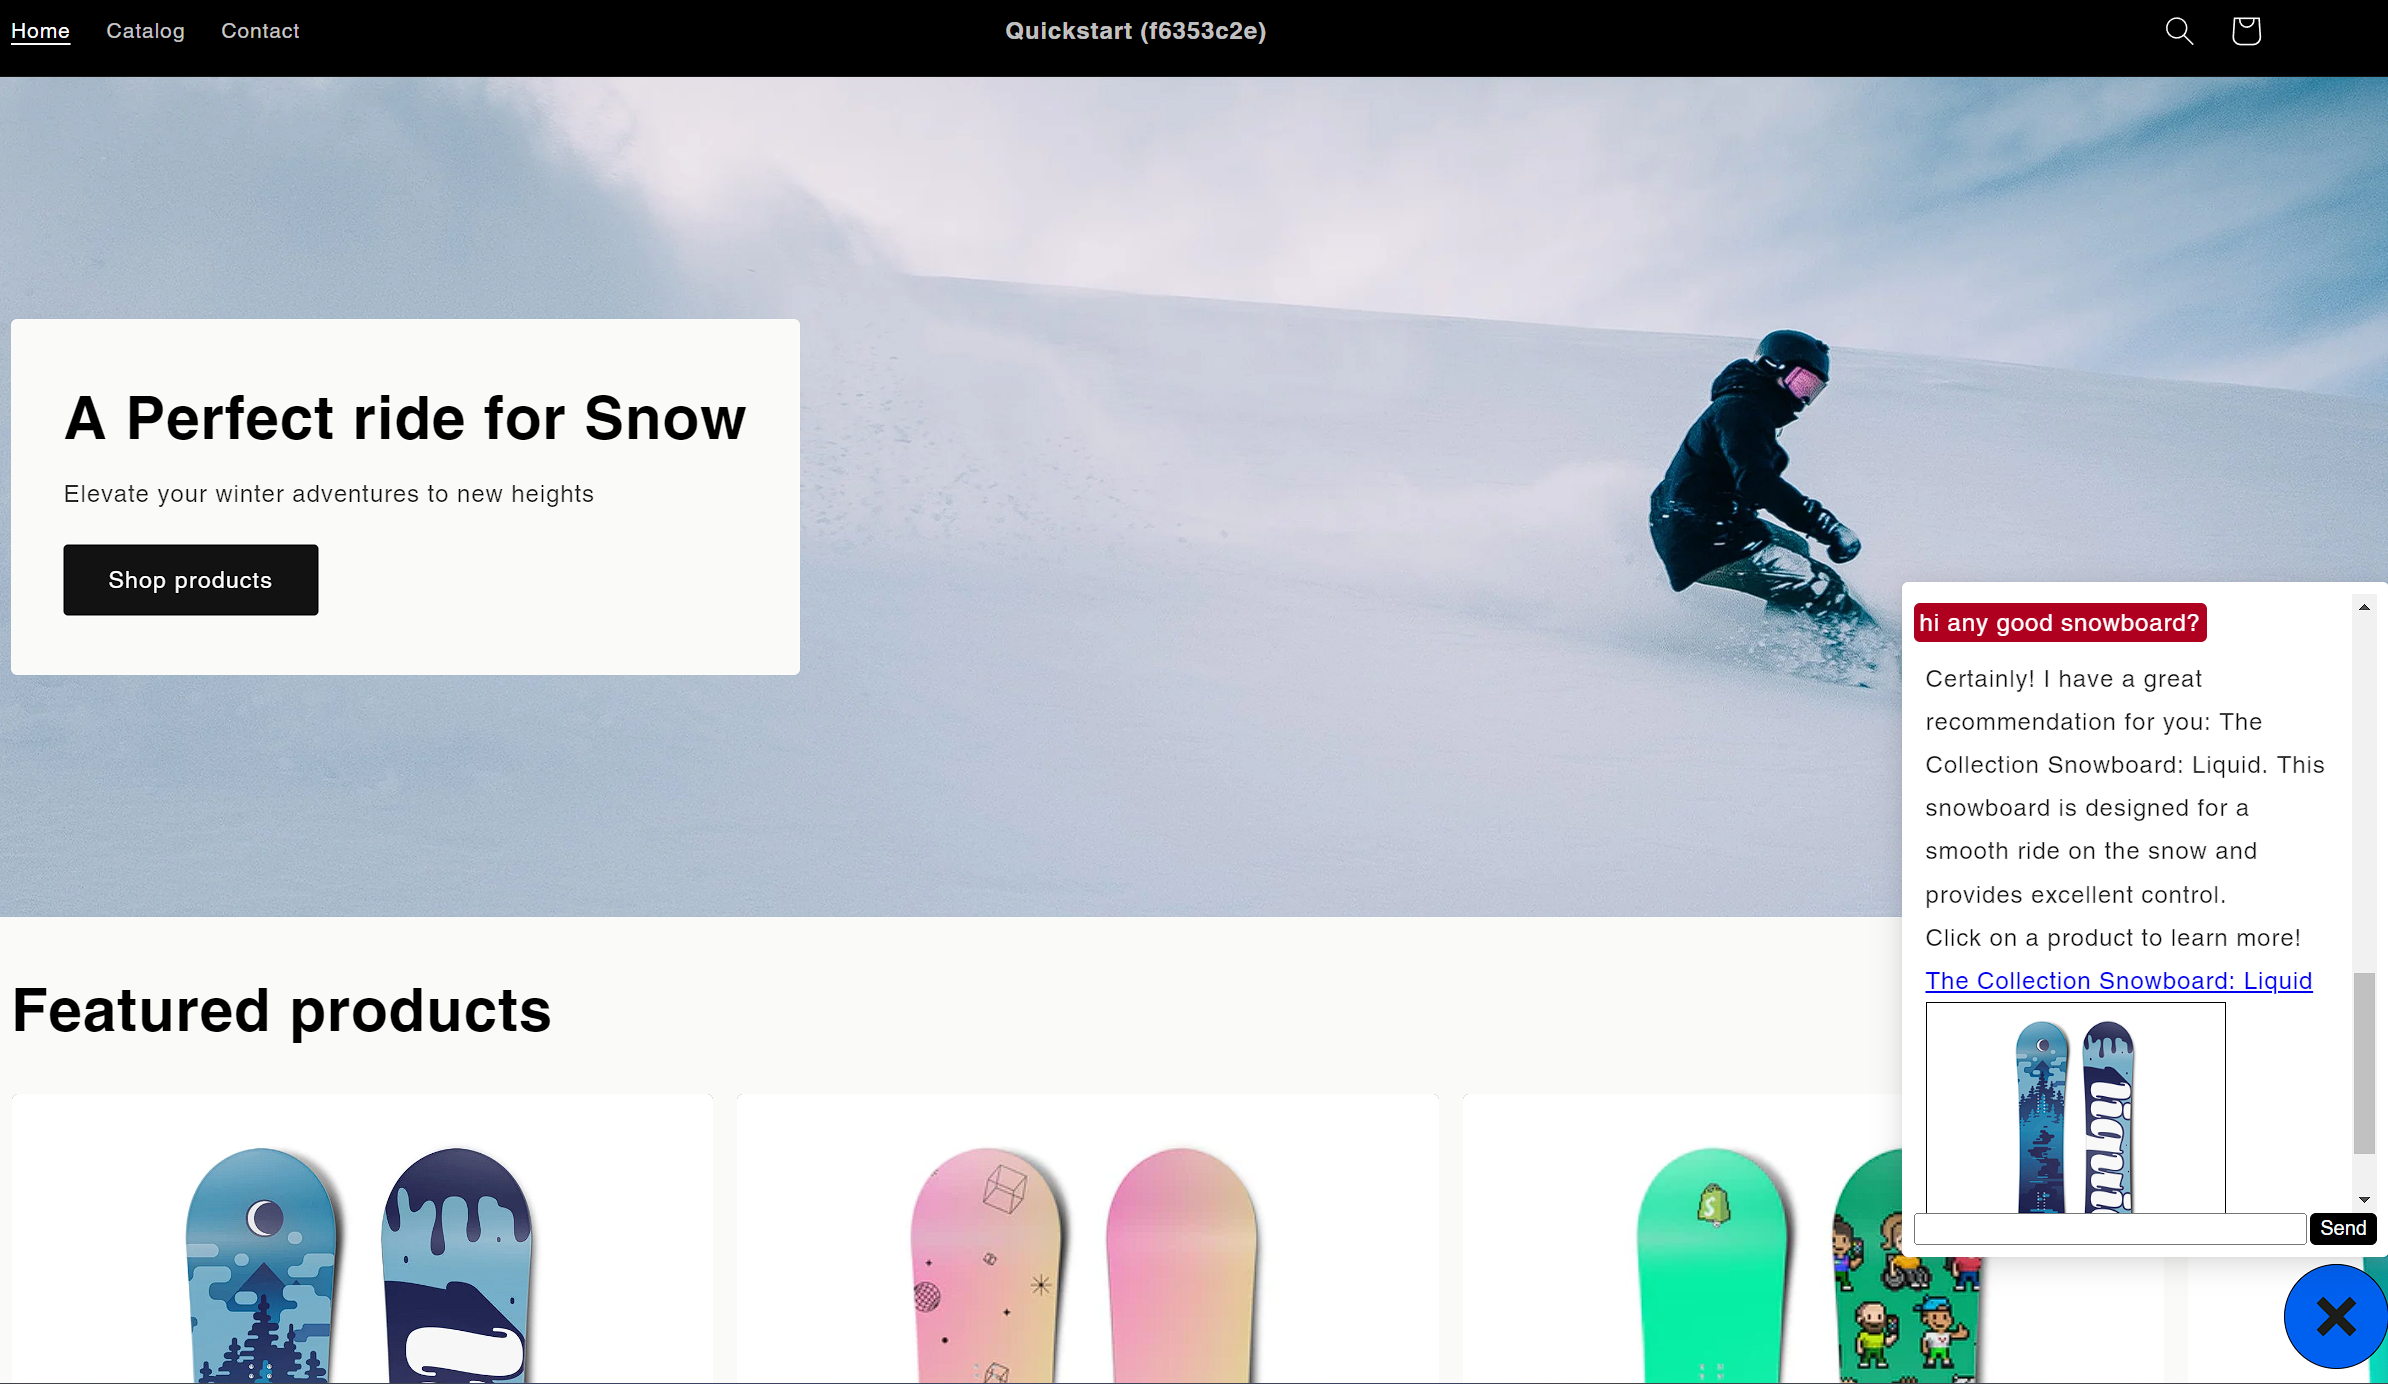 Home Catalog Contact
Quickstart (f6353c2e)
A Perfect ride for Snow
Elevate your winter adventures to new heights
Shop products
hi any good snowboard?
Certainly! I have a great
recommendation for you: The
Collection Snowboard: Liquid. This
snowboard is designed for a
smooth ride on the snow and
provides excellent control.
Click on a product to learn more!
The Collection Snowboard: Liquid
Send
Featured products